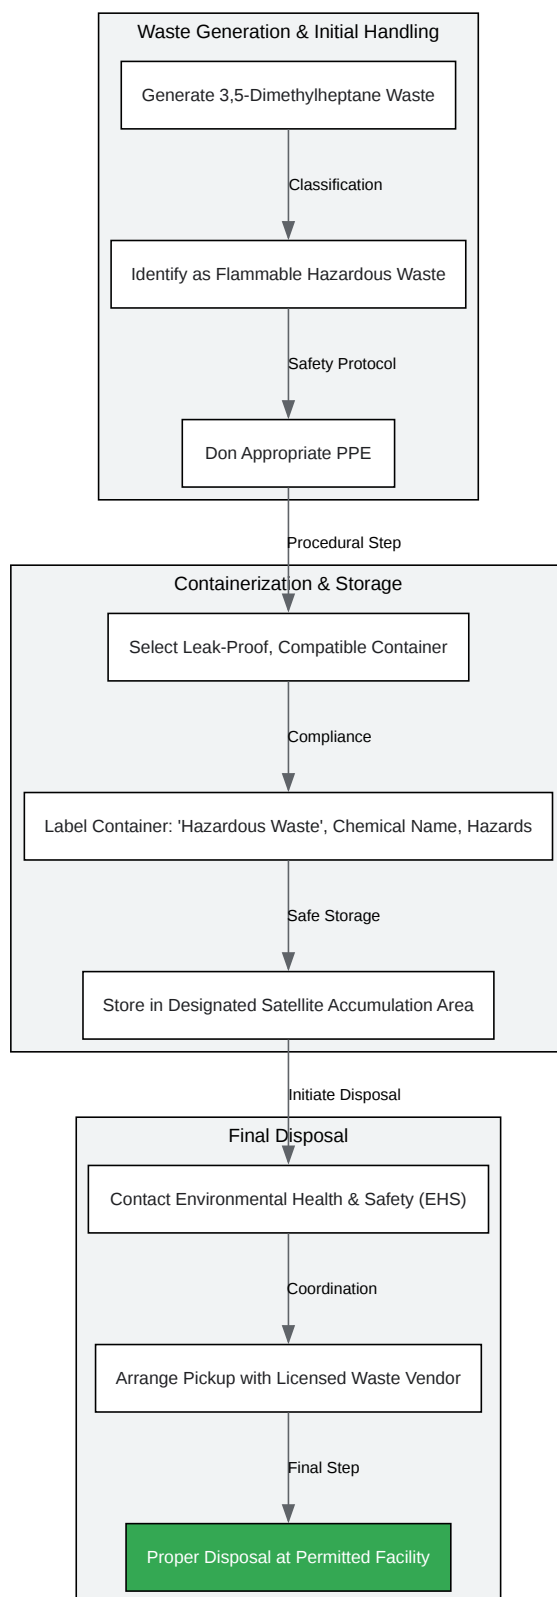 Waste Generation & Initial Handling
Generate 3,5-Dimethylheptane Waste
Classification
Identify as Flammable Hazardous Waste
Safety Protocol
Don Appropriate PPE
Procedural Step
Containerization & Storage
Select Leak-Proof, Compatible Container
Compliance
Label Container: 'Hazardous Waste', Chemical Name, Hazards
Safe Storage
Store in Designated Satellite Accumulation Area
Initiate Disposal
Final Disposal
Contact Environmental Health & Safety (EHS)
Coordination
Arrange Pickup with Licensed Waste Vendor
Final Step
Proper Disposal at Permitted Facility